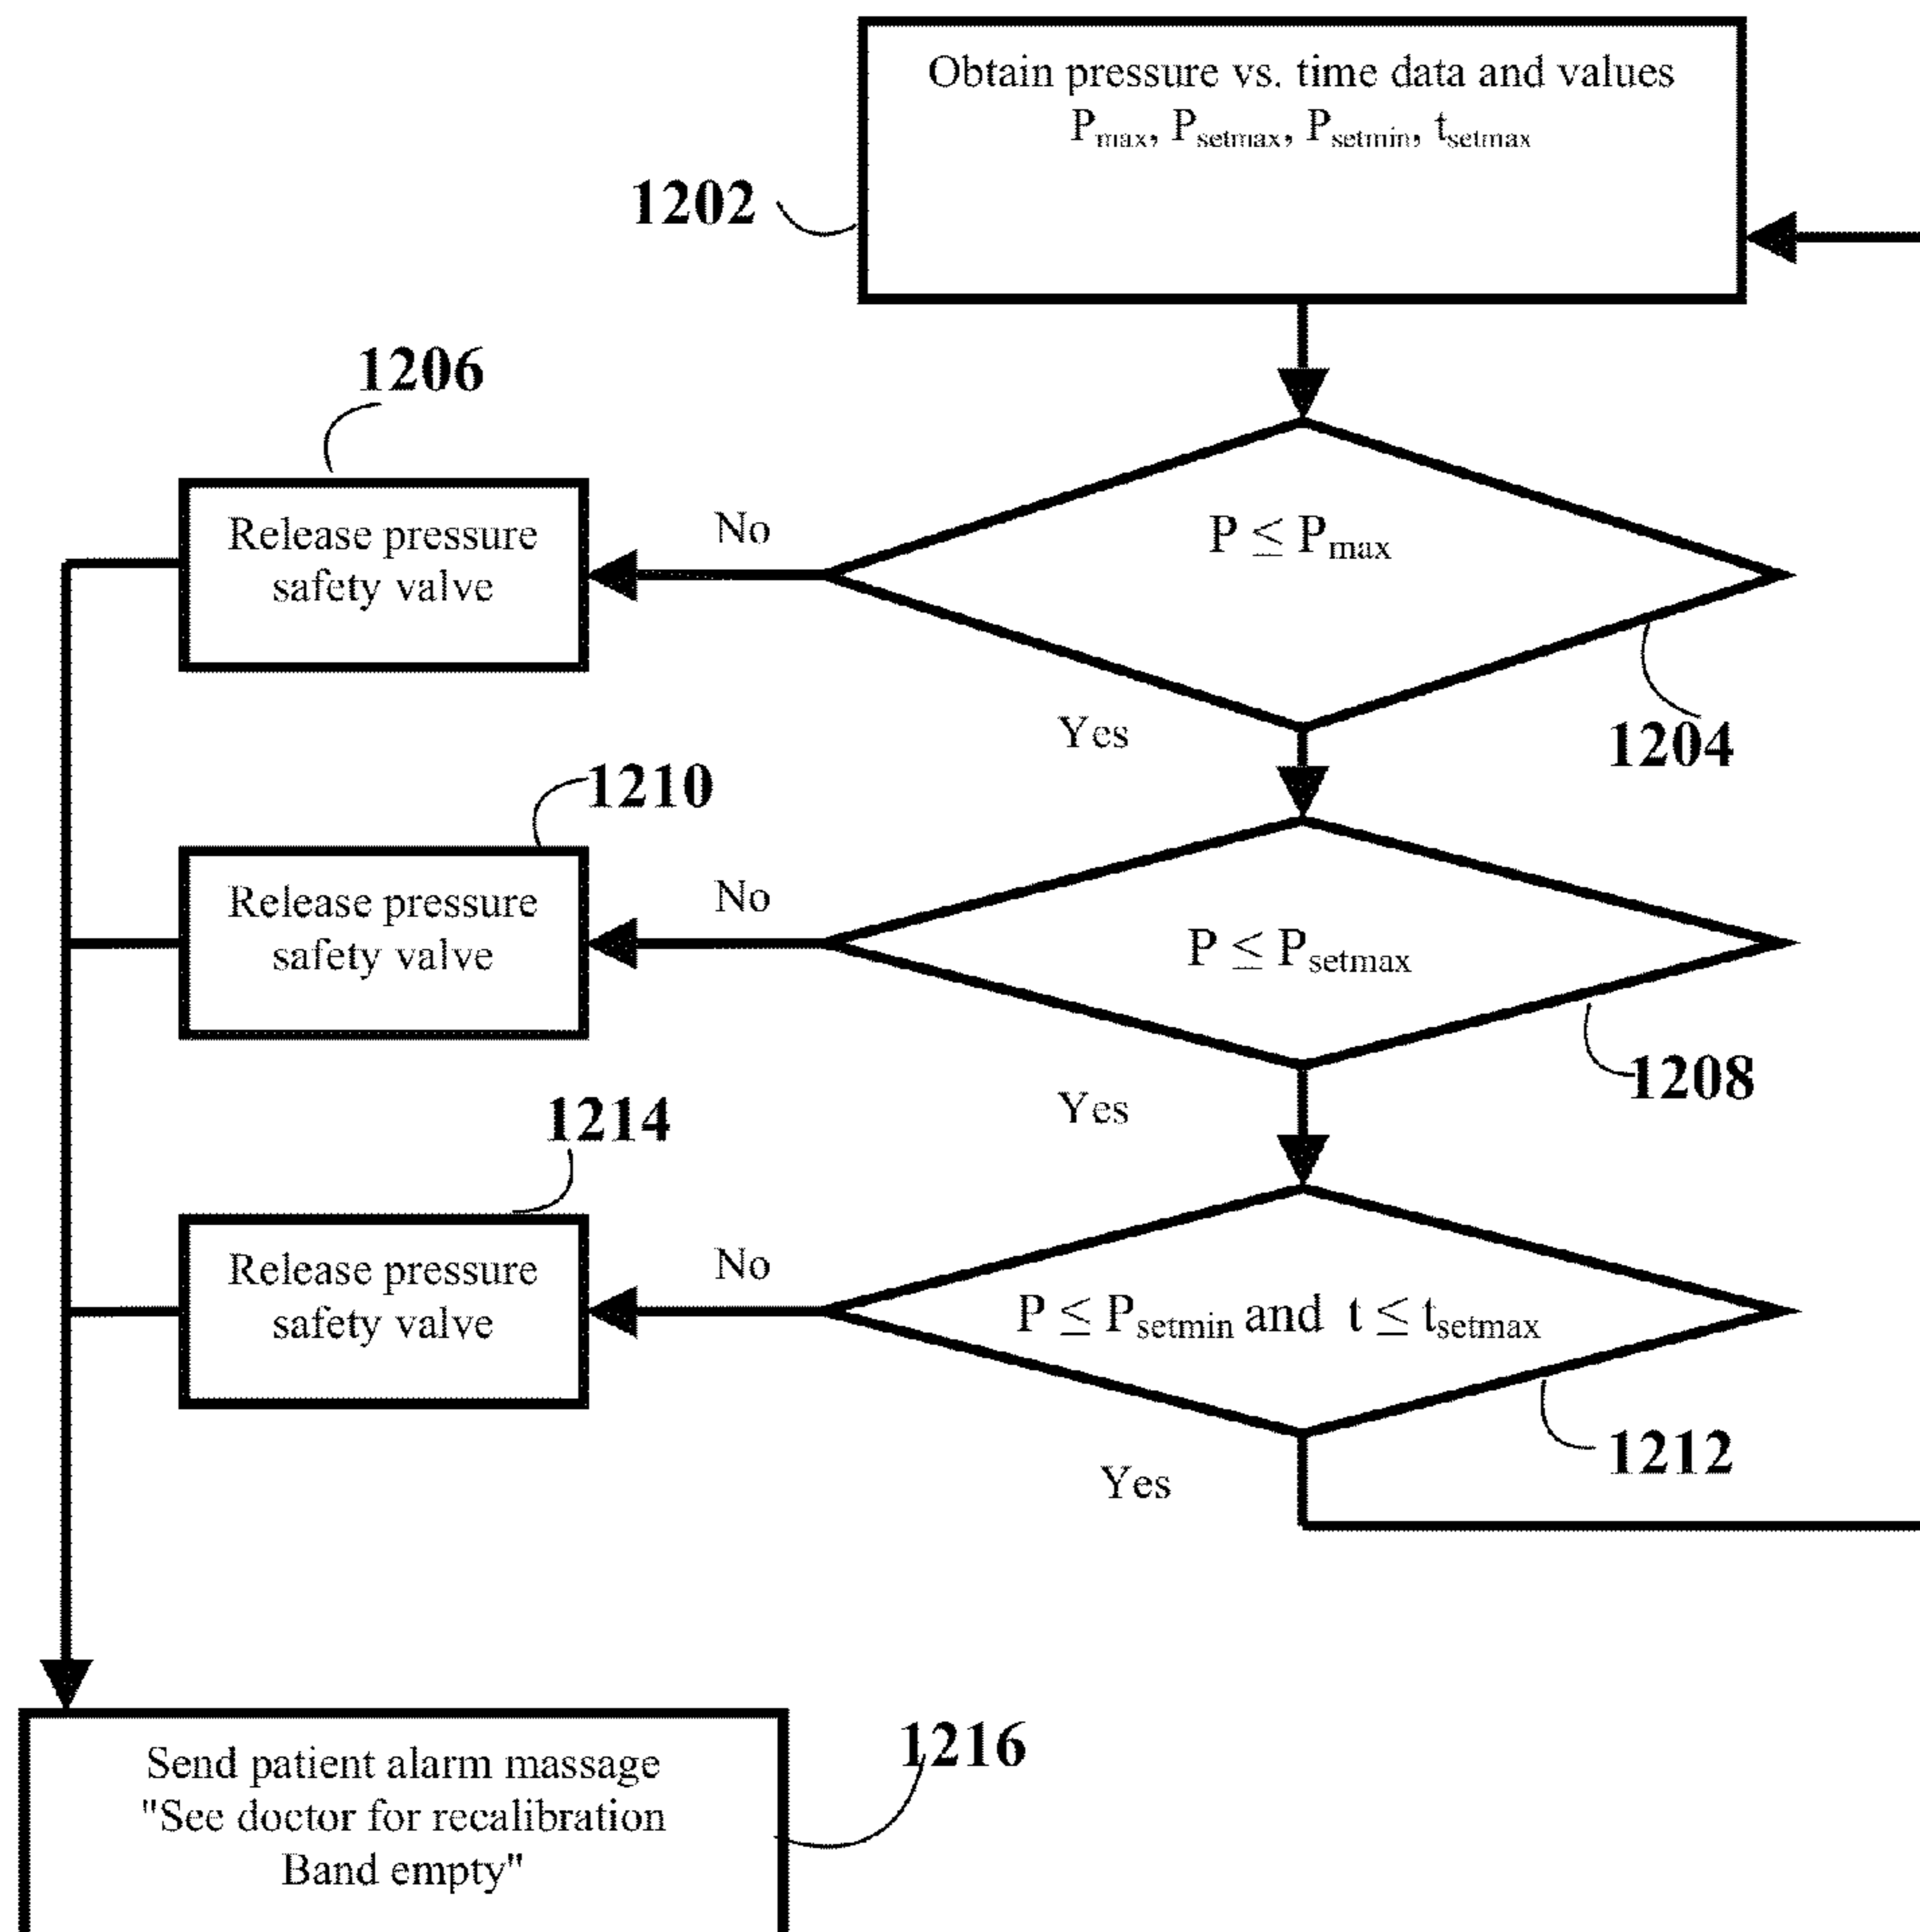 Obtain pressure vs. time data and values
Pmax, Psetmax, Psetmin, tsetmax
1202
1206
Release pressure
safety valve
No
P ≤ Pmax
Yes
1204
1210
Release pressure
safety valve
No
P ≤ Psetmax
Yes
1208
1214
Release pressure
safety valve
No
P ≤ Psetmin and t ≤ tsetmax
Yes
1212
Send patient alarm massage
"See doctor for recalibration
Band empty"
1216